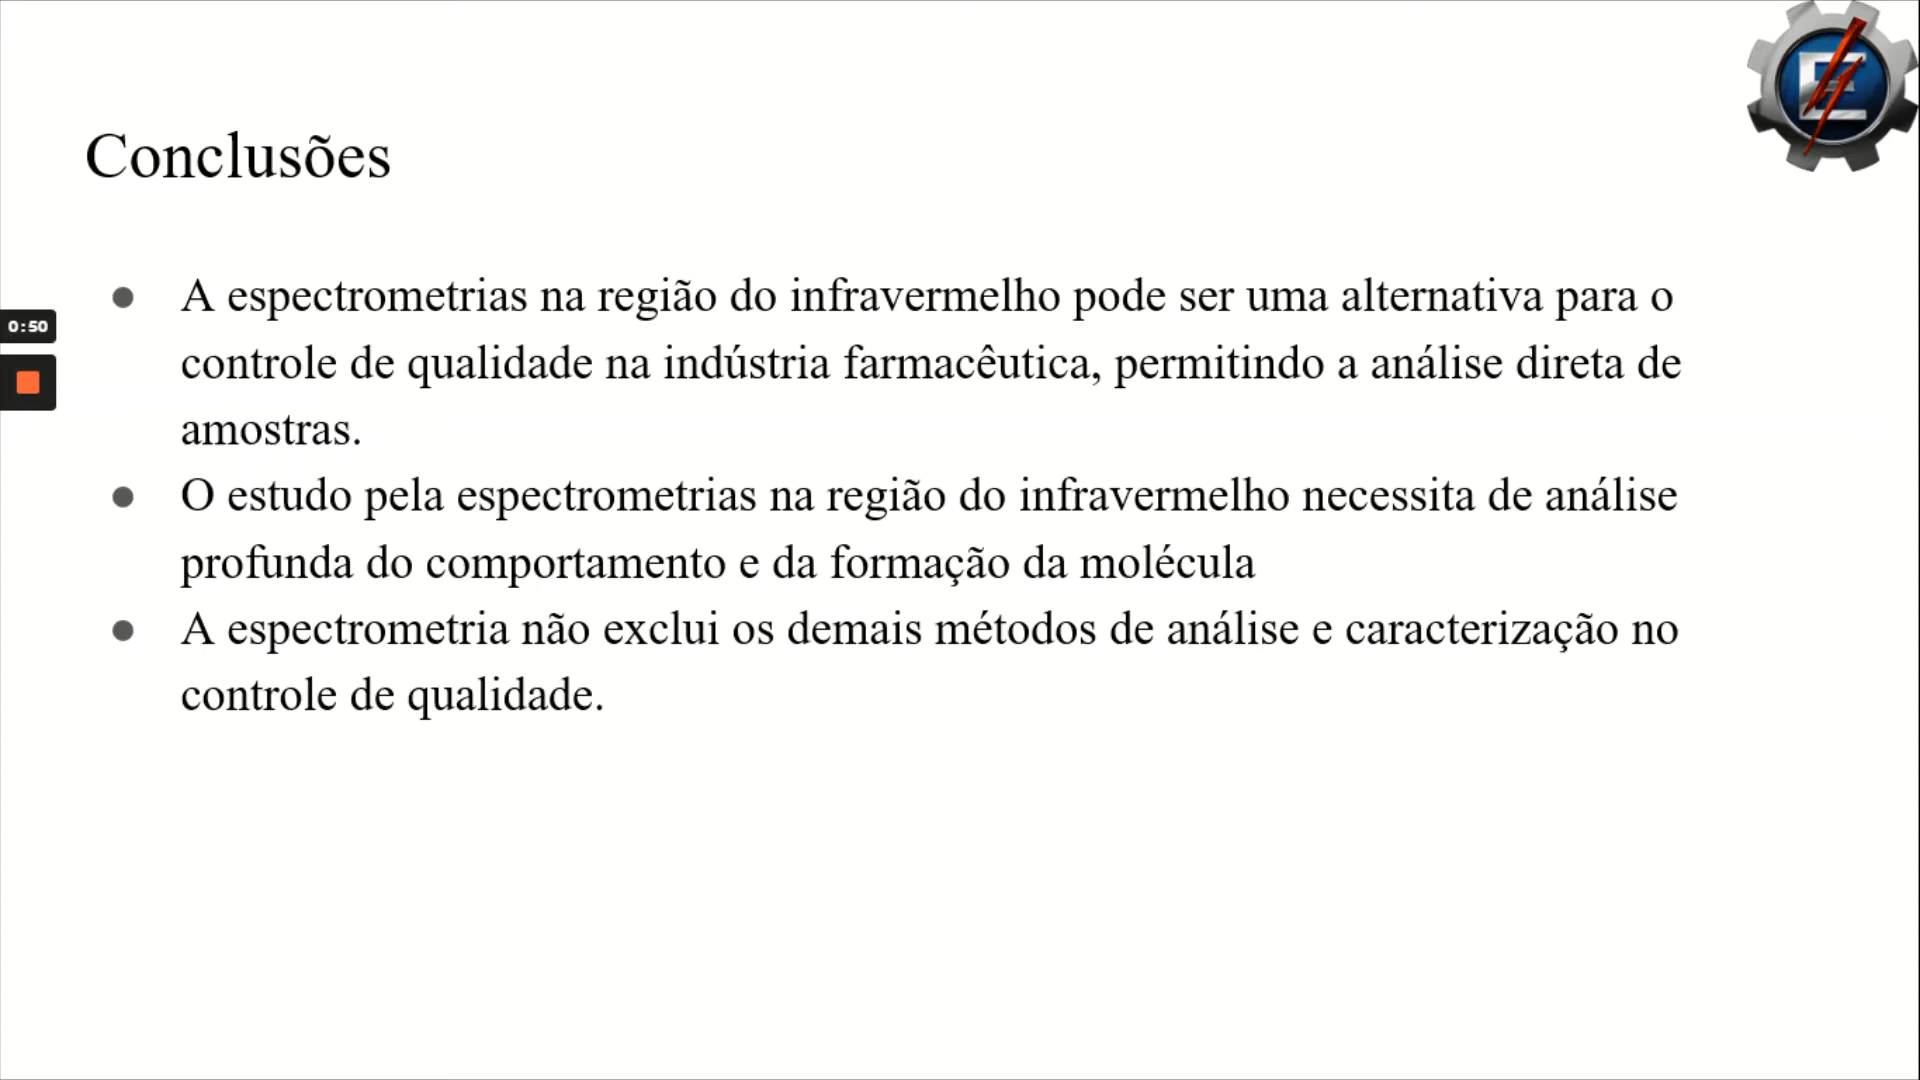 Conclusões
● A espectrometrias na região do infravermelho pode ser uma alternativa para o
controle de qualidade na indústria farmacêutica, permitindo a análise direta de
amostras.
● O estudo pela espectrometrias na região do infravermelho necessita de análise
profunda do comportamento e da formação da molécula
● A espectrometria não exclui os demais métodos de análise e caracterização no
controle de qualidade.
0:50
E